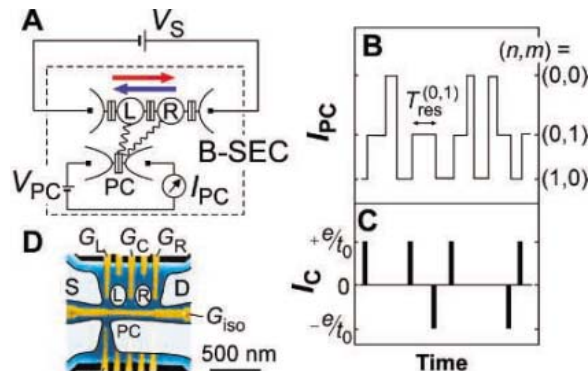 A
V_S
L
R
B-SEC
PC
V_PC
I_PC
B
(n,m) =
(0,0)
T_res^(0,1)
I_PC
(0,1)
(1,0)
C
+e/t_0
I_C
0
-e/t_0
Time
D
G_L G_C G_R
S L R D
PC
G_iso
500 nm